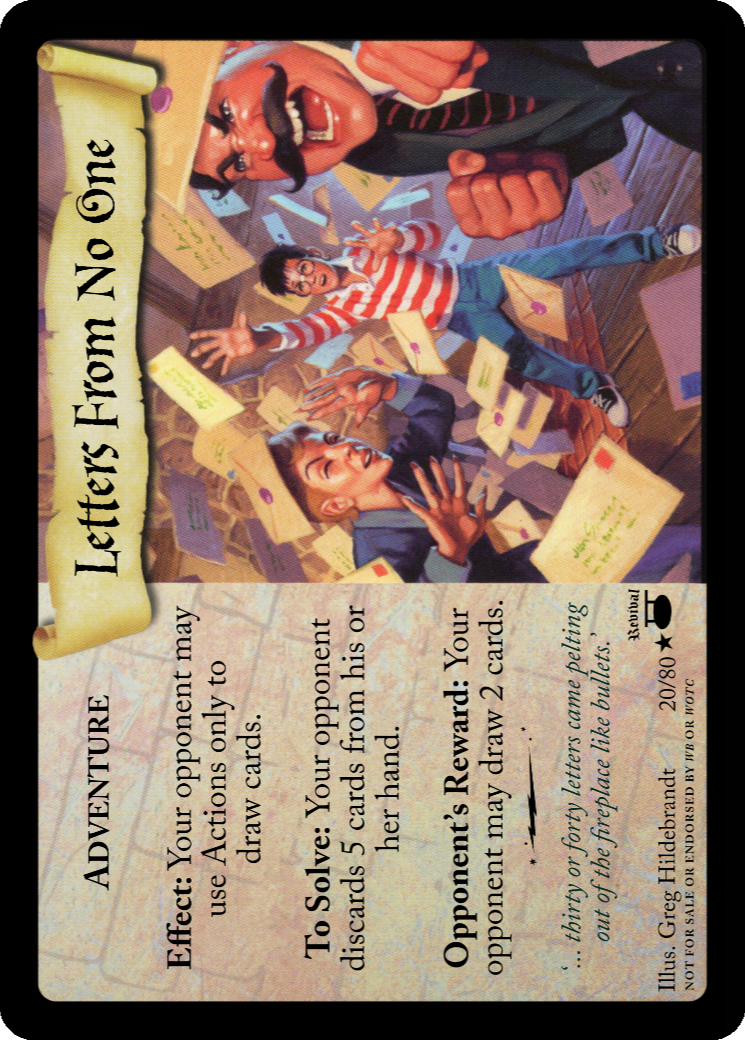 Letters From No One
ADVENTURE
Effect: Your opponent may
use Actions only to
draw cards.
To Solve: Your opponent
discards 5 cards from his or
her hand.
Opponent's Reward: Your
opponent may draw 2 cards.
'... thirty or forty letters came pelting
out of the fireplace like bullets.'
Revival
Illus. Greg Hildebrandt 20/80 ★
NOT FOR SALE OR ENDORSED BY WB OR WOTC